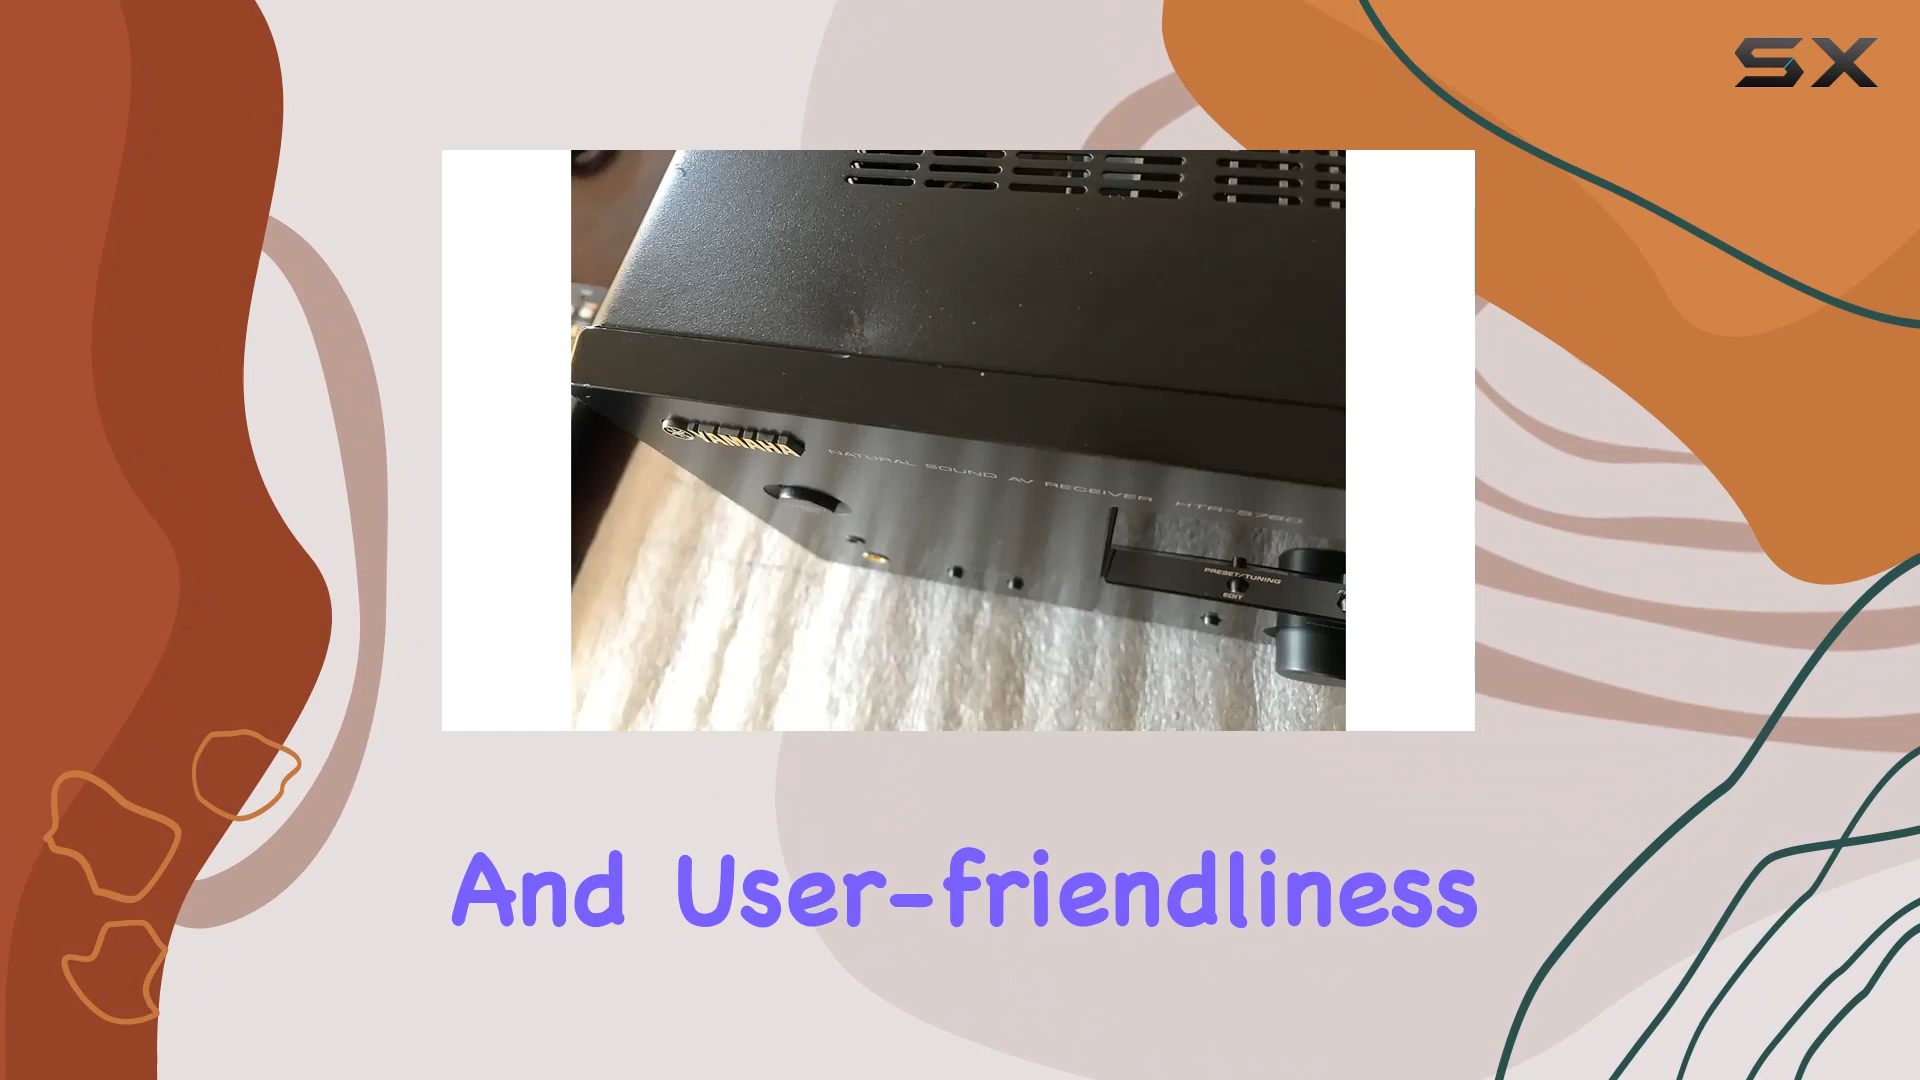 SX
YAMAHA NATURAL SOUND AV RECEIVER HTR-5760
PRESET/TUNING
EDIT
And User-friendliness